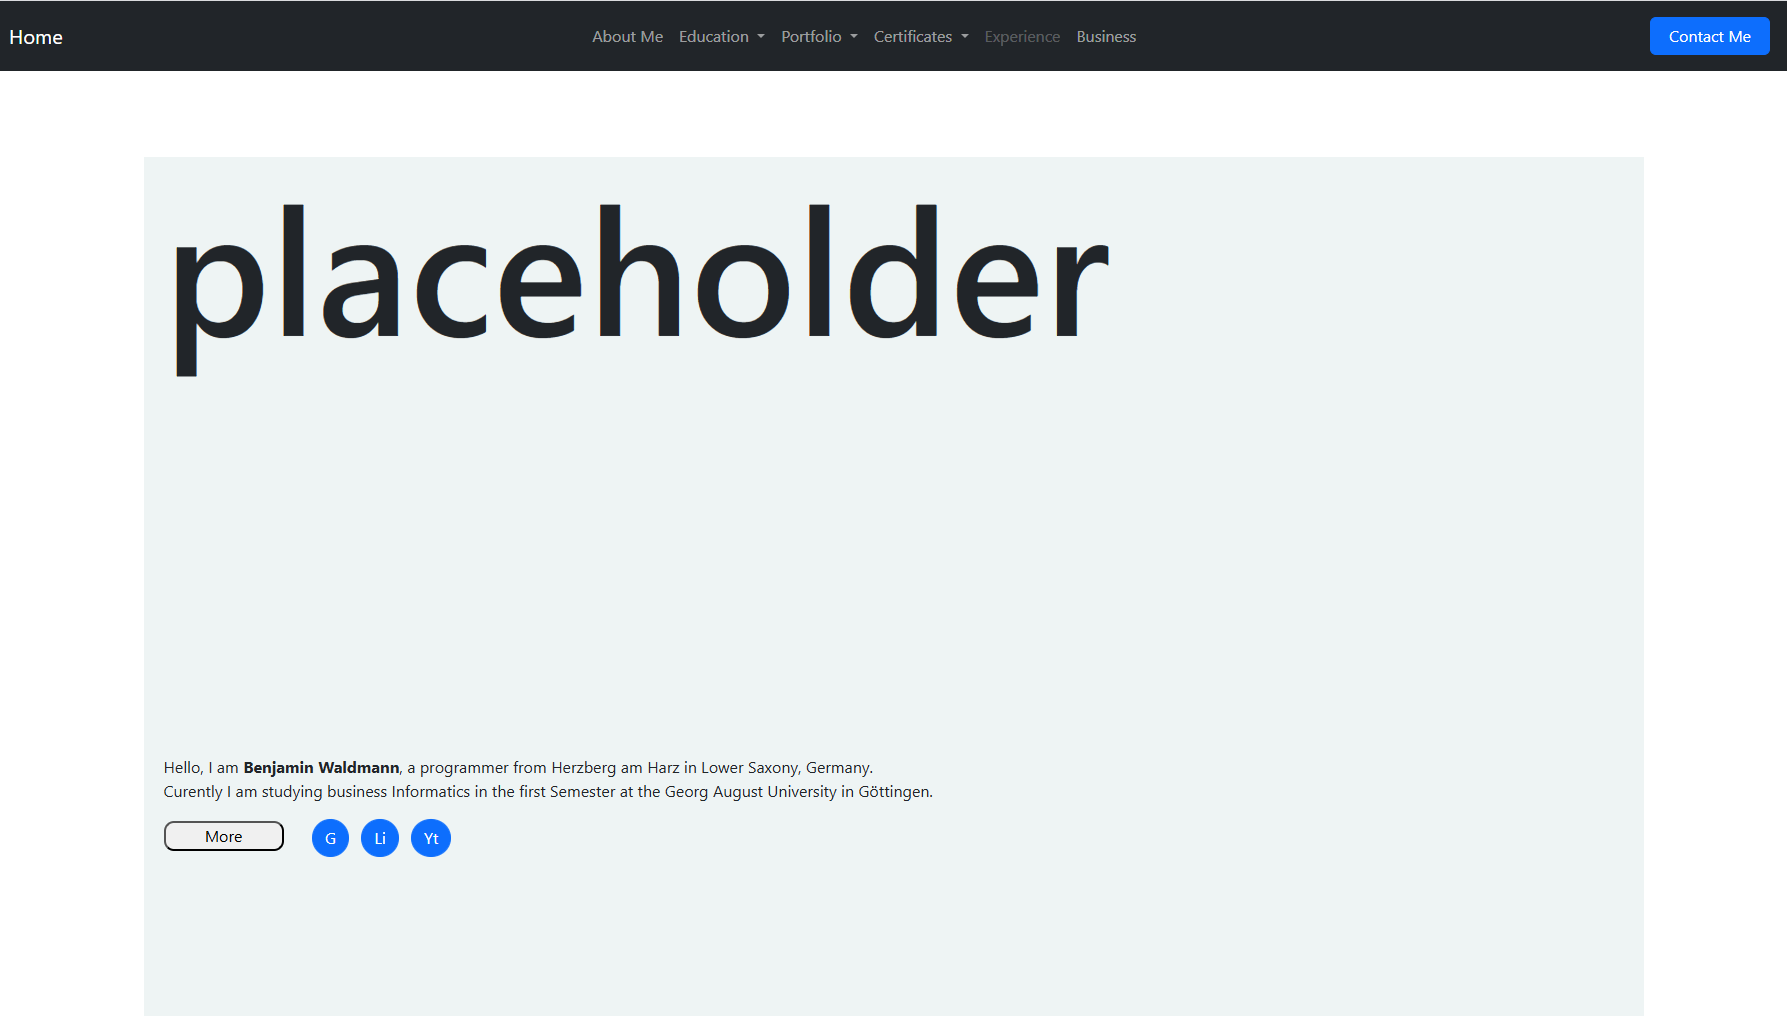 Home About Me Education Portfolio Certificates Experience Business Contact Me
placeholder
Hello, I am Benjamin Waldmann, a programmer from Herzberg am Harz in Lower Saxony, Germany.
Curently I am studying business Informatics in the first Semester at the Georg August University in Göttingen.
More G Li Yt